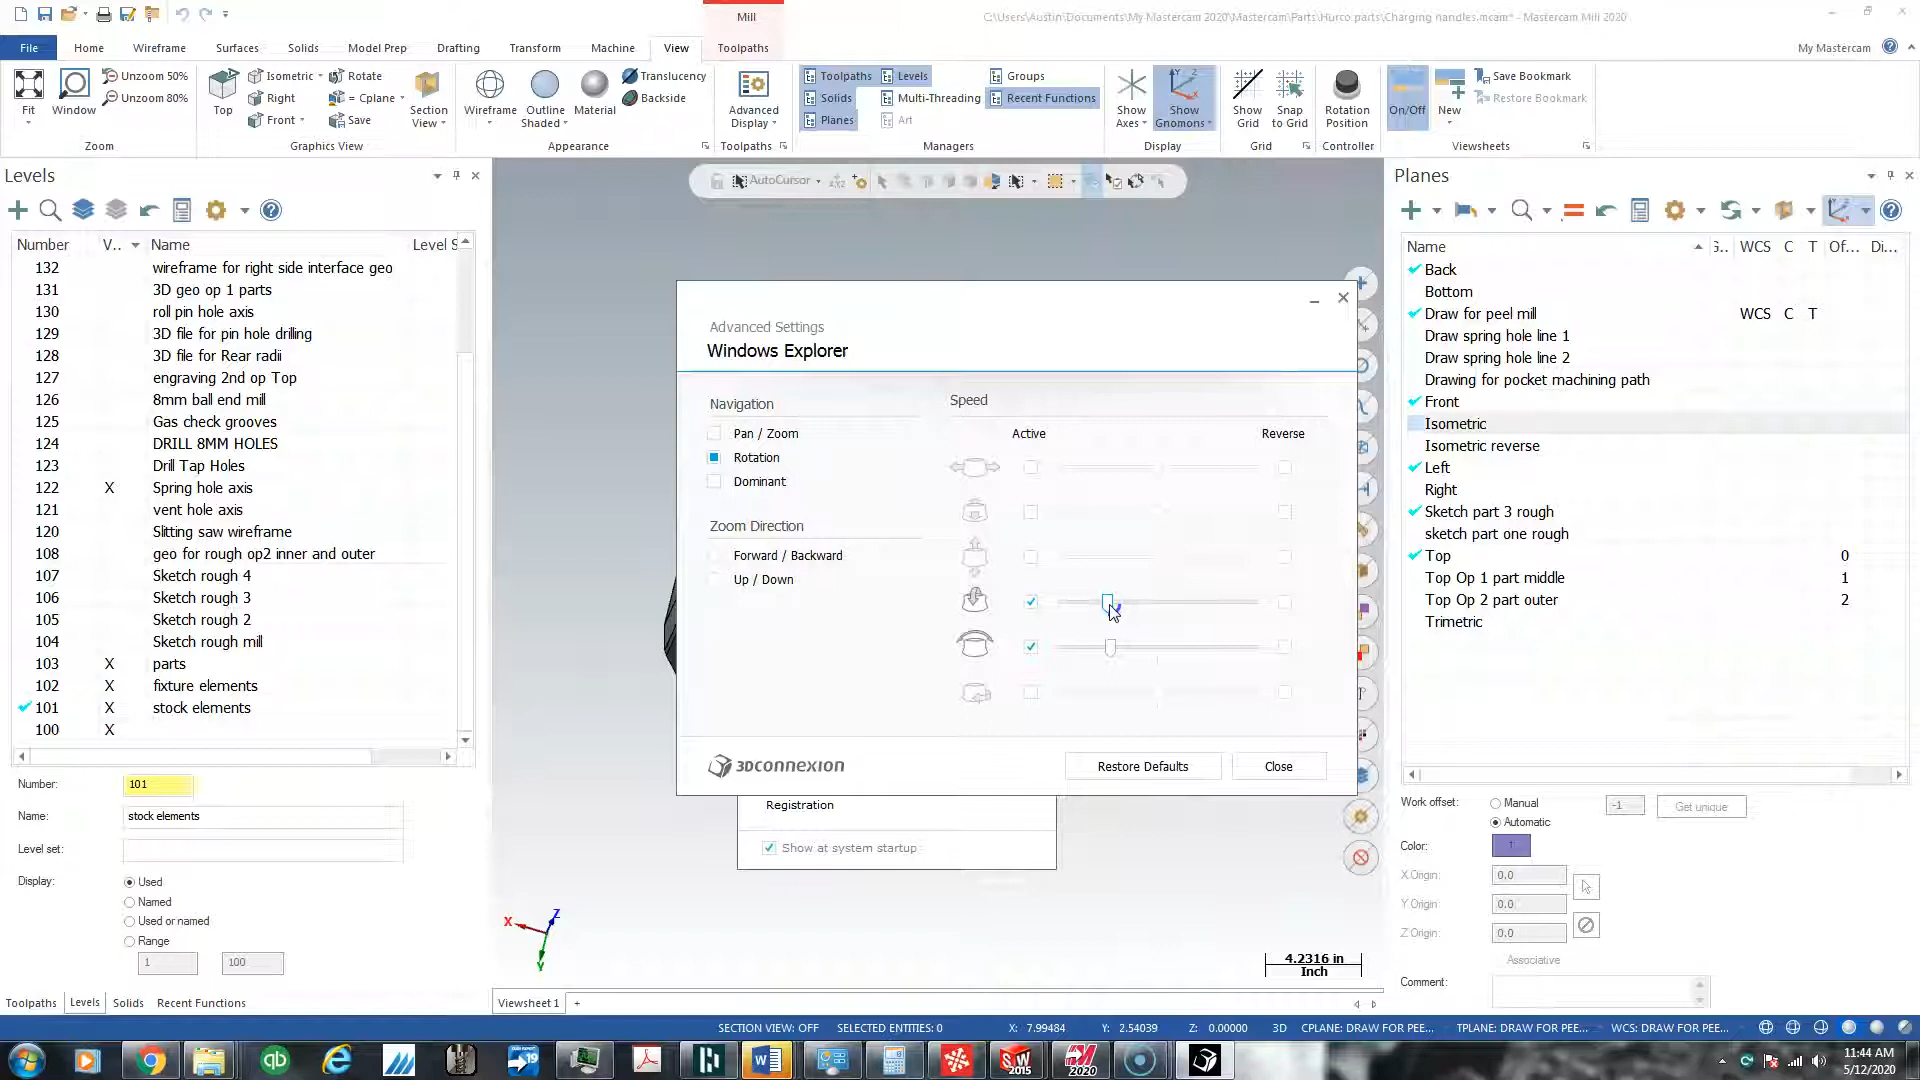 Mill
C:\Users\Austin\Documents\My Mastercam 2020\Mastercam\Parts\Hurco parts\Charging handles.mcam* - Mastercam Mill 2020
File Home Wireframe Surfaces Solids Model Prep Drafting Transform Machine View Toolpaths My Mastercam
Fit Window Unzoom 50% Unzoom 80% Zoom
Top Isometric Right Front Rotate = Cplane Save Section View Graphics View
Wireframe Outline Shaded Material Translucency Backside Appearance
Advanced Display Toolpaths
Toolpaths Solids Planes Levels Multi-Threading Art Groups Recent Functions Managers
Show Axes Show Gnomons Display
Show Grid Snap to Grid Grid
Rotation Position Controller
On/Off New Save Bookmark Restore Bookmark Viewsheets
Levels
Number V.. Name Level S
132 wireframe for right side interface geo
131 3D geo op 1 parts
130 roll pin hole axis
129 3D file for pin hole drilling
128 3D file for Rear radii
127 engraving 2nd op Top
126 8mm ball end mill
125 Gas check grooves
124 DRILL 8MM HOLES
123 Drill Tap Holes
122 X Spring hole axis
121 vent hole axis
120 Slitting saw wireframe
108 geo for rough op2 inner and outer
107 Sketch rough 4
106 Sketch rough 3
105 Sketch rough 2
104 Sketch rough mill
103 X parts
102 X fixture elements
101 X stock elements
100 X
Number: 101
Name: stock elements
Level set:
Display: Used
Named
Used or named
Range
1 100
Toolpaths Levels Solids Recent Functions
AutoCursor
Advanced Settings
Windows Explorer
Navigation
Pan / Zoom
Rotation
Dominant
Zoom Direction
Forward / Backward
Up / Down
Speed
Active Reverse
3DCONNEXION
Restore Defaults Close
Registration
Show at system startup
X Z Y
4.2316 in
Inch
Viewsheet 1 +
Planes
Name G.. WCS C T Of... Di...
Back
Bottom
Draw for peel mill WCS C T
Draw spring hole line 1
Draw spring hole line 2
Drawing for pocket machining path
Front
Isometric
Isometric reverse
Left
Right
Sketch part 3 rough
sketch part one rough
Top 0
Top Op 1 part middle 1
Top Op 2 part outer 2
Trimetric
Work offset: Manual -1 Get unique
Automatic
Color:
X Origin: 0.0
Y Origin: 0.0
Z Origin: 0.0
Associative
Comment:
SECTION VIEW: OFF SELECTED ENTITIES: 0 X: 7.99484 Y: 2.54039 Z: 0.00000 3D CPLANE: DRAW FOR PEE... TPLANE: DRAW FOR PEE... WCS: DRAW FOR PEE...
qb 19 W SW 2015 2020
11:44 AM
5/12/2020